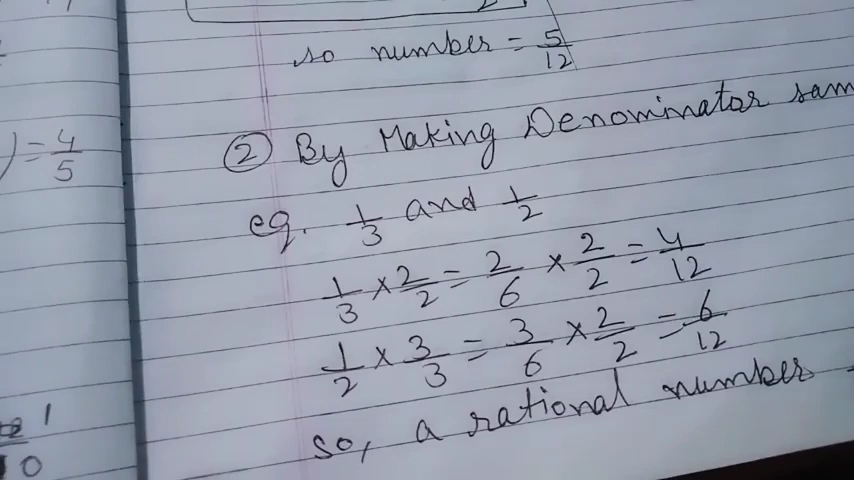 so number = 5/12
) = 4/5
② By Making Denominator sam
eg. 1/3 and 1/2
1/3 × 2/2 = 2/6 × 2/2 = 4/12
1/2 × 3/3 = 3/6 × 2/2 = 6/12
so, a rational number